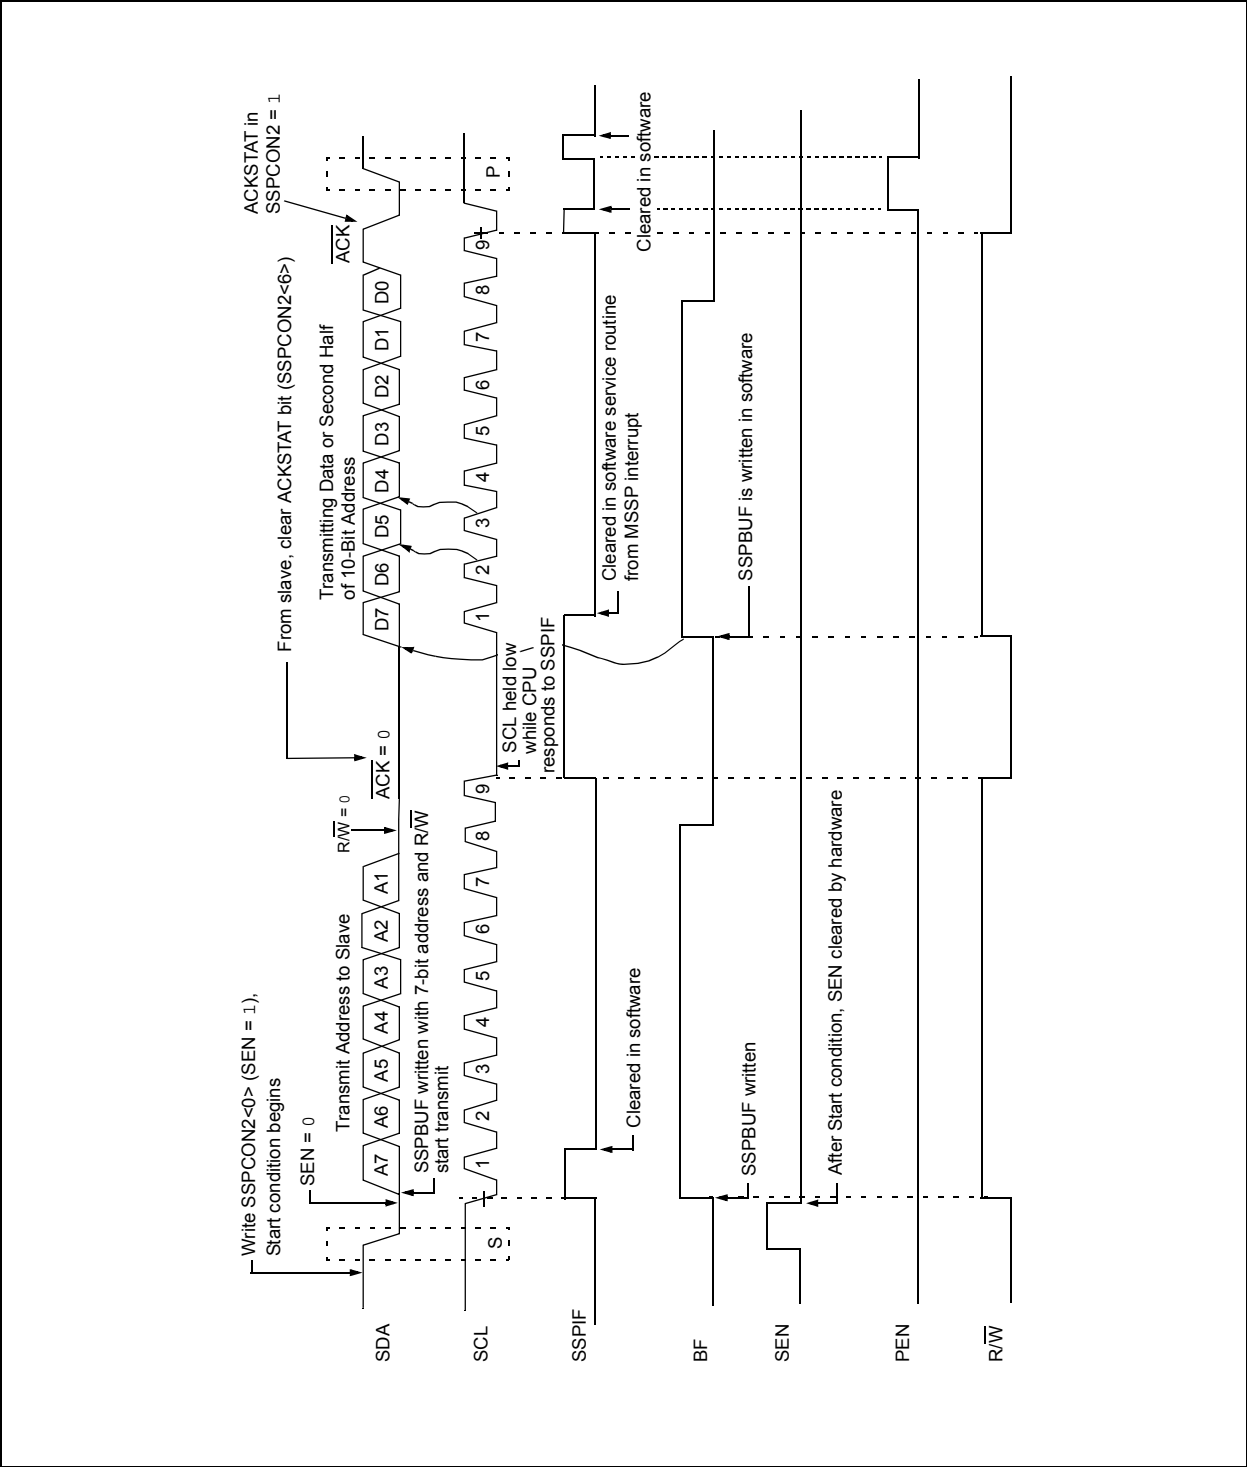 Write SSPCON2<0> (SEN = 1),
Start condition begins
SEN = 0
From slave, clear ACKSTAT bit (SSPCON2<6>)
ACKSTAT in
SSPCON2 = 1
Transmit Address to Slave
R/W = 0
ACK = 0
Transmitting Data or Second Half
of 10-Bit Address
ACK
SDA
A7 A6 A5 A4 A3 A2 A1
D7 D6 D5 D4 D3 D2 D1 D0
SSPBUF written with 7-bit address and R/W
start transmit
SCL
S
1 2 3 4 5 6 7 8 9
1 2 3 4 5 6 7 8 9
P
SCL held low
while CPU
responds to SSPIF
SSPIF
Cleared in software
Cleared in software service routine
from MSSP interrupt
Cleared in software
Cleared in software
BF
SSPBUF written
SSPBUF is written in software
SEN
After Start condition, SEN cleared by hardware
PEN
R/W